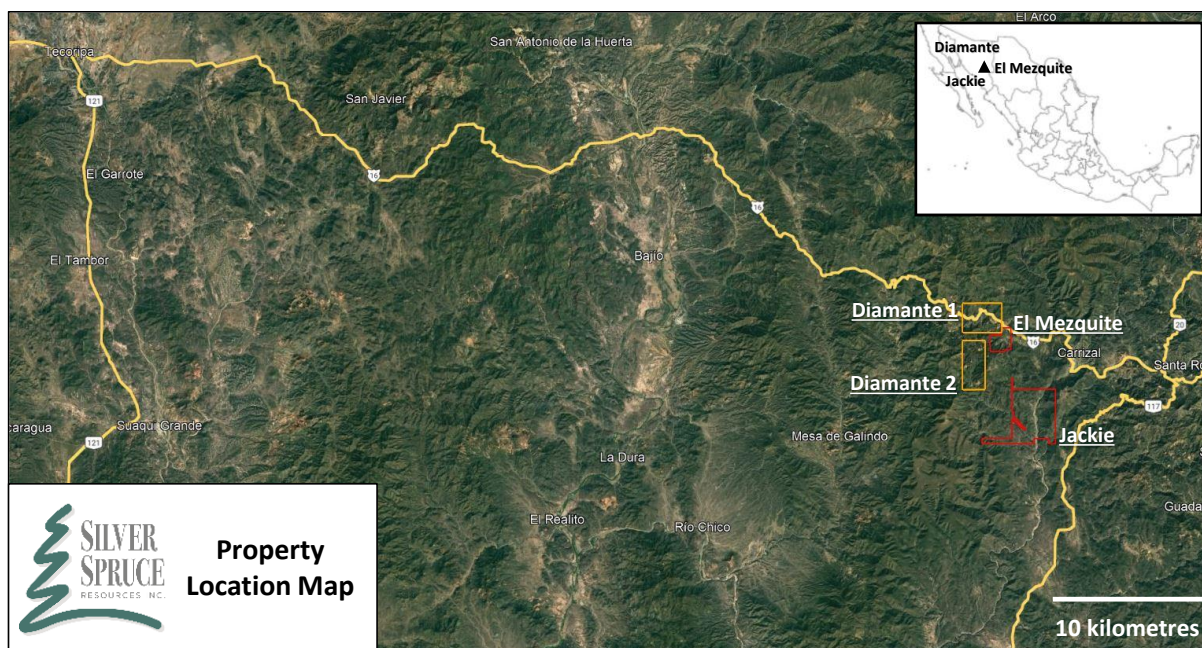 El Arco
Tecoripa
San Antonio de la Huerta
Diamante
El Mezquite
Jackie
121
San Javier
16
El Garrote
16
El Tambor
Bajío
Diamante 1
El Mezquite
16
20
Carrizal
Santa Ro
Diamante 2
117
caragua
Suaqui Grande
121
Mesa de Galindo
Jackie
La Dura
El Realito
Río Chico
Guada
SILVER
SPRUCE
RESOURCES INC.
Property
Location Map
10 kilometres